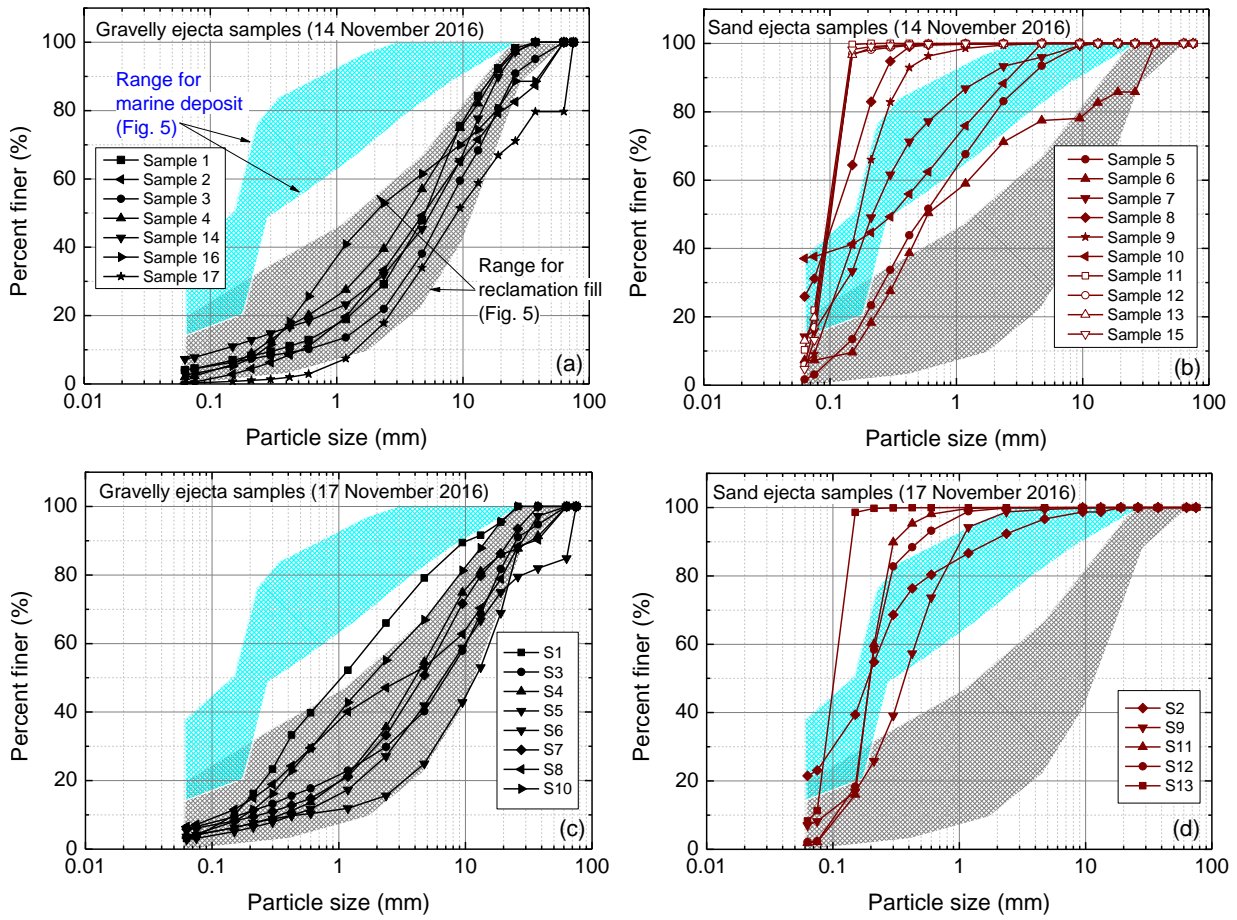 Gravelly ejecta samples (14 November 2016)
Range for
marine deposit
(Fig. 5)
Sample 1
Sample 2
Sample 3
Sample 4
Sample 14
Sample 16
Sample 17
Range for
reclamation fill
(Fig. 5)
(a)
100
80
60
40
20
0
0.01
0.1
1
10
100
Percent finer (%)
Particle size (mm)
Sand ejecta samples (14 November 2016)
Sample 5
Sample 6
Sample 7
Sample 8
Sample 9
Sample 10
Sample 11
Sample 12
Sample 13
Sample 15
(b)
100
80
60
40
20
0
0.01
0.1
1
10
100
Percent finer (%)
Particle size (mm)
Gravelly ejecta samples (17 November 2016)
S1
S3
S4
S5
S6
S7
S8
S10
(c)
100
80
60
40
20
0
0.01
0.1
1
10
100
Percent finer (%)
Particle size (mm)
Sand ejecta samples (17 November 2016)
S2
S9
S11
S12
S13
(d)
100
80
60
40
20
0
0.01
0.1
1
10
100
Percent finer (%)
Particle size (mm)